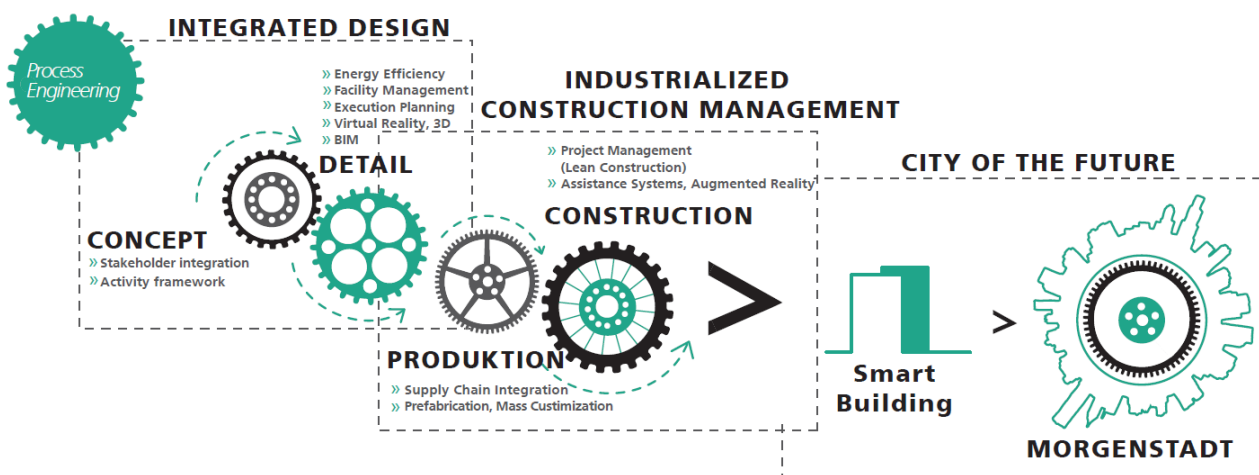 Process
Engineering
INTEGRATED DESIGN
» Energy Efficiency
» Facility Management
» Execution Planning
» Virtual Reality, 3D
» BIM
DETAIL
CONCEPT
» Stakeholder integration
» Activity framework
INDUSTRIALIZED
CONSTRUCTION MANAGEMENT
» Project Management
(Lean Construction)
» Assistance Systems, Augmented Reality
CONSTRUCTION
PRODUKTION
» Supply Chain Integration
» Prefabrication, Mass Custimization
>
CITY OF THE FUTURE
Smart
Building
>
MORGENSTADT